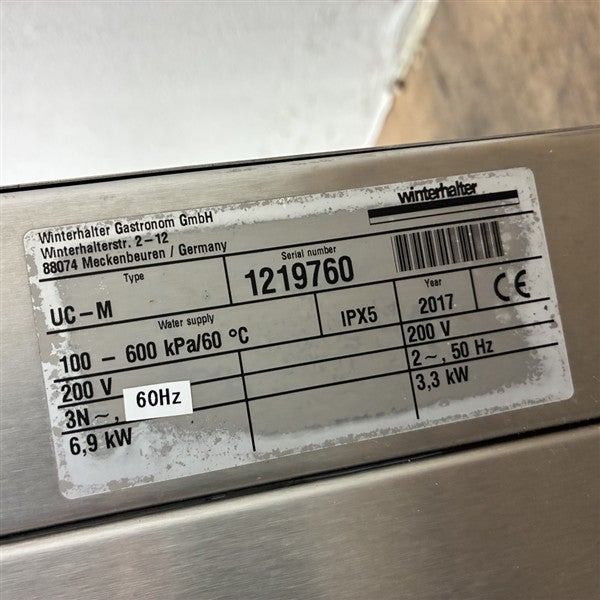 Winterhalter Gastronom GmbH
Winterhalterstr. 2-12
88074 Meckenbeuren / Germany
winterhalter
Type
UC-M
Serial number
1219760
Year
2017
CE
Water supply
100 - 600 kPa/60 °C
IPX5
200 V
3N ~, 60Hz
6,9 kW
200 V
2 ~, 50 Hz
3,3 kW